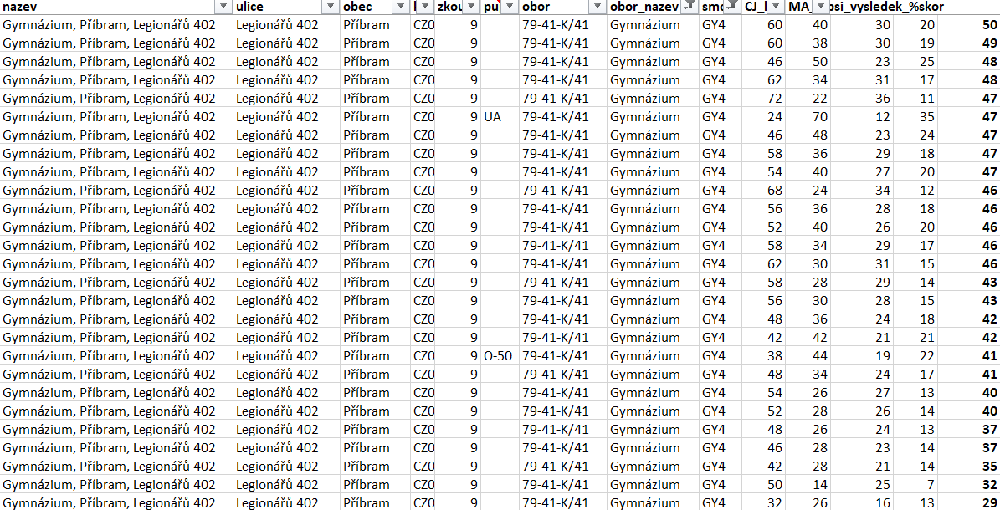 nazev ulice obec zkou obor obor_nazev CJ_ MA_ osi_vysledek_%skor
Gymnázium, Příbram, Legionářů 402 Legionářů 402 Příbram CZ0 9 79-41-K/41 Gymnázium GY4 60 40 30 20 50
Gymnázium, Příbram, Legionářů 402 Legionářů 402 Příbram CZ0 9 79-41-K/41 Gymnázium GY4 60 38 30 19 49
Gymnázium, Příbram, Legionářů 402 Legionářů 402 Příbram CZ0 9 79-41-K/41 Gymnázium GY4 46 50 23 25 48
Gymnázium, Příbram, Legionářů 402 Legionářů 402 Příbram CZ0 9 79-41-K/41 Gymnázium GY4 62 34 31 17 48
Gymnázium, Příbram, Legionářů 402 Legionářů 402 Příbram CZ0 9 79-41-K/41 Gymnázium GY4 72 22 36 11 47
Gymnázium, Příbram, Legionářů 402 Legionářů 402 Příbram CZ0 9 UA 79-41-K/41 Gymnázium GY4 24 70 12 35 47
Gymnázium, Příbram, Legionářů 402 Legionářů 402 Příbram CZ0 9 79-41-K/41 Gymnázium GY4 46 48 23 24 47
Gymnázium, Příbram, Legionářů 402 Legionářů 402 Příbram CZ0 9 79-41-K/41 Gymnázium GY4 58 36 29 18 47
Gymnázium, Příbram, Legionářů 402 Legionářů 402 Příbram CZ0 9 79-41-K/41 Gymnázium GY4 54 40 27 20 47
Gymnázium, Příbram, Legionářů 402 Legionářů 402 Příbram CZ0 9 79-41-K/41 Gymnázium GY4 68 24 34 12 46
Gymnázium, Příbram, Legionářů 402 Legionářů 402 Příbram CZ0 9 79-41-K/41 Gymnázium GY4 56 36 28 18 46
Gymnázium, Příbram, Legionářů 402 Legionářů 402 Příbram CZ0 9 79-41-K/41 Gymnázium GY4 52 40 26 20 46
Gymnázium, Příbram, Legionářů 402 Legionářů 402 Příbram CZ0 9 79-41-K/41 Gymnázium GY4 58 34 29 17 46
Gymnázium, Příbram, Legionářů 402 Legionářů 402 Příbram CZ0 9 79-41-K/41 Gymnázium GY4 62 30 31 15 46
Gymnázium, Příbram, Legionářů 402 Legionářů 402 Příbram CZ0 9 79-41-K/41 Gymnázium GY4 58 28 29 14 43
Gymnázium, Příbram, Legionářů 402 Legionářů 402 Příbram CZ0 9 79-41-K/41 Gymnázium GY4 56 30 28 15 43
Gymnázium, Příbram, Legionářů 402 Legionářů 402 Příbram CZ0 9 79-41-K/41 Gymnázium GY4 48 36 24 18 42
Gymnázium, Příbram, Legionářů 402 Legionářů 402 Příbram CZ0 9 79-41-K/41 Gymnázium GY4 42 42 21 21 42
Gymnázium, Příbram, Legionářů 402 Legionářů 402 Příbram CZ0 9 O-50 79-41-K/41 Gymnázium GY4 38 44 19 22 41
Gymnázium, Příbram, Legionářů 402 Legionářů 402 Příbram CZ0 9 79-41-K/41 Gymnázium GY4 48 34 24 17 41
Gymnázium, Příbram, Legionářů 402 Legionářů 402 Příbram CZ0 9 79-41-K/41 Gymnázium GY4 54 26 27 13 40
Gymnázium, Příbram, Legionářů 402 Legionářů 402 Příbram CZ0 9 79-41-K/41 Gymnázium GY4 52 28 26 14 40
Gymnázium, Příbram, Legionářů 402 Legionářů 402 Příbram CZ0 9 79-41-K/41 Gymnázium GY4 48 26 24 13 37
Gymnázium, Příbram, Legionářů 402 Legionářů 402 Příbram CZ0 9 79-41-K/41 Gymnázium GY4 46 28 23 14 37
Gymnázium, Příbram, Legionářů 402 Legionářů 402 Příbram CZ0 9 79-41-K/41 Gymnázium GY4 42 28 21 14 35
Gymnázium, Příbram, Legionářů 402 Legionářů 402 Příbram CZ0 9 79-41-K/41 Gymnázium GY4 50 14 25 7 32
Gymnázium, Příbram, Legionářů 402 Legionářů 402 Příbram CZ0 9 79-41-K/41 Gymnázium GY4 32 26 16 13 29